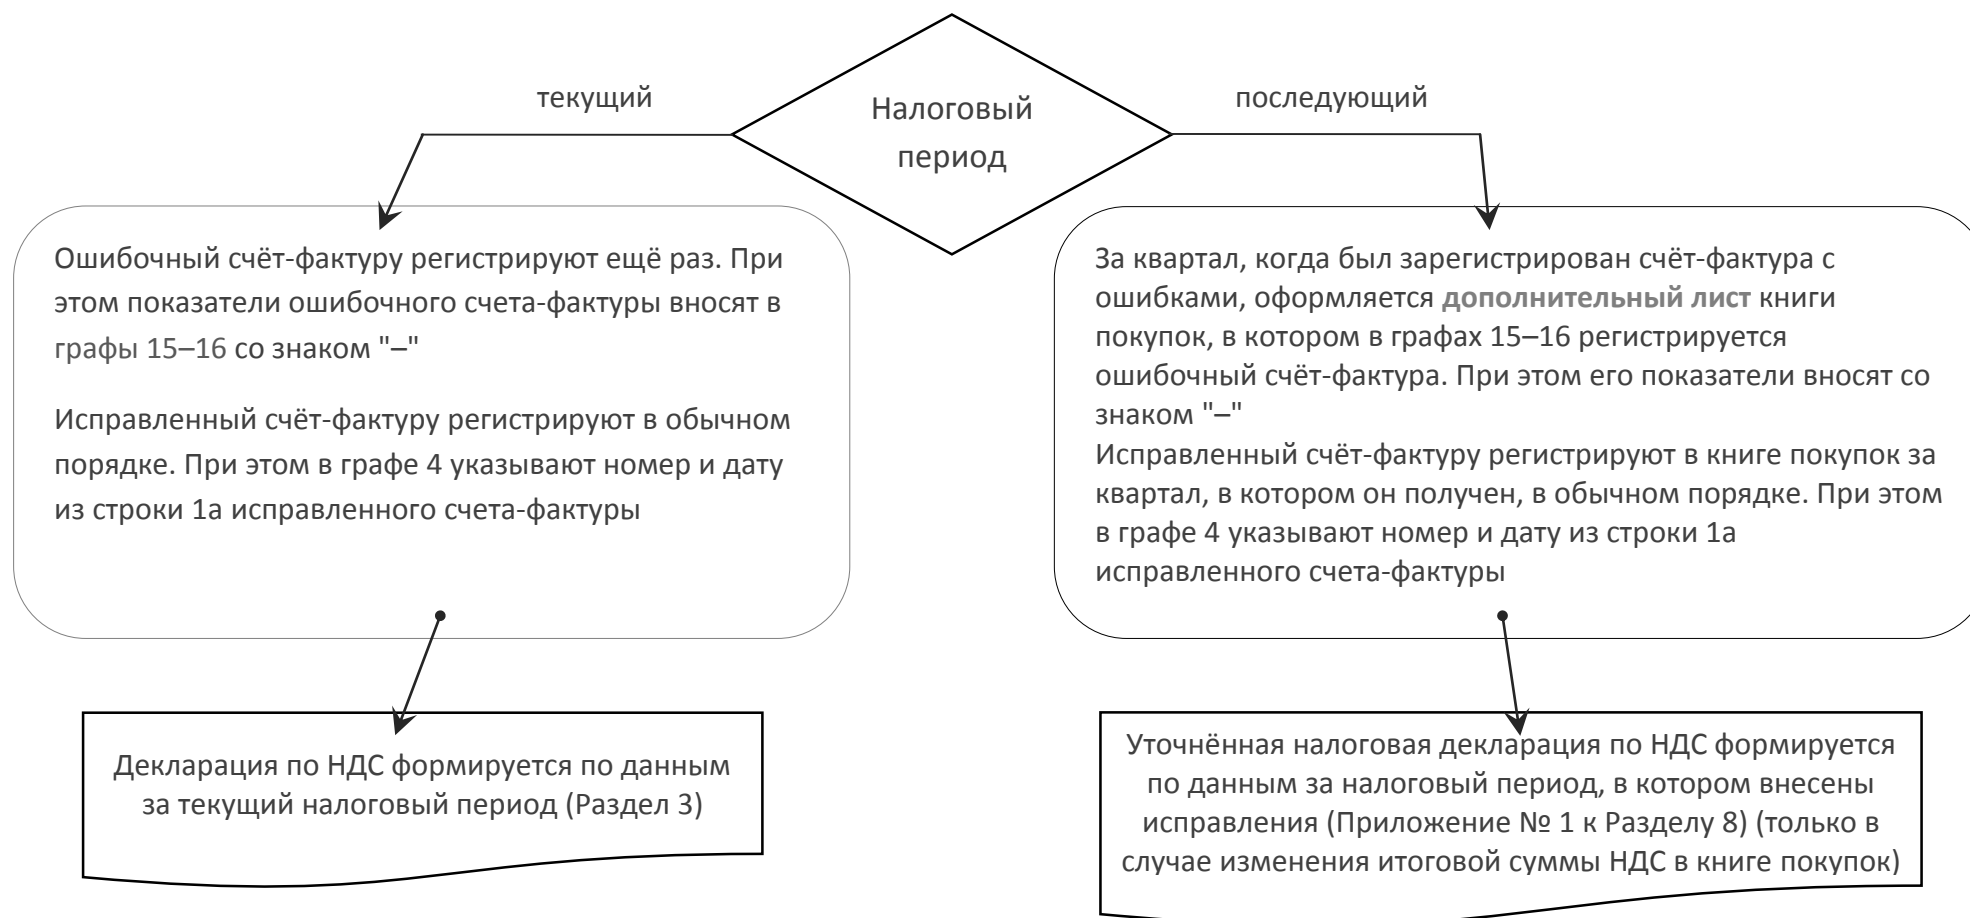 текущий
Налоговый
период
последующий
Ошибочный счёт-фактуру регистрируют ещё раз. При
этом показатели ошибочного счета-фактуры вносят в
графы 15–16 со знаком "–"
Исправленный счёт-фактуру регистрируют в обычном
порядке. При этом в графе 4 указывают номер и дату
из строки 1а исправленного счета-фактуры
За квартал, когда был зарегистрирован счёт-фактура с
ошибками, оформляется дополнительный лист книги
покупок, в котором в графах 15–16 регистрируется
ошибочный счёт-фактура. При этом его показатели вносят со
знаком "–"
Исправленный счёт-фактуру регистрируют в книге покупок за
квартал, в котором он получен, в обычном порядке. При этом
в графе 4 указывают номер и дату из строки 1а
исправленного счета-фактуры
Декларация по НДС формируется по данным
за текущий налоговый период (Раздел 3)
Уточнённая налоговая декларация по НДС формируется
по данным за налоговый период, в котором внесены
исправления (Приложение № 1 к Разделу 8) (только в
случае изменения итоговой суммы НДС в книге покупок)